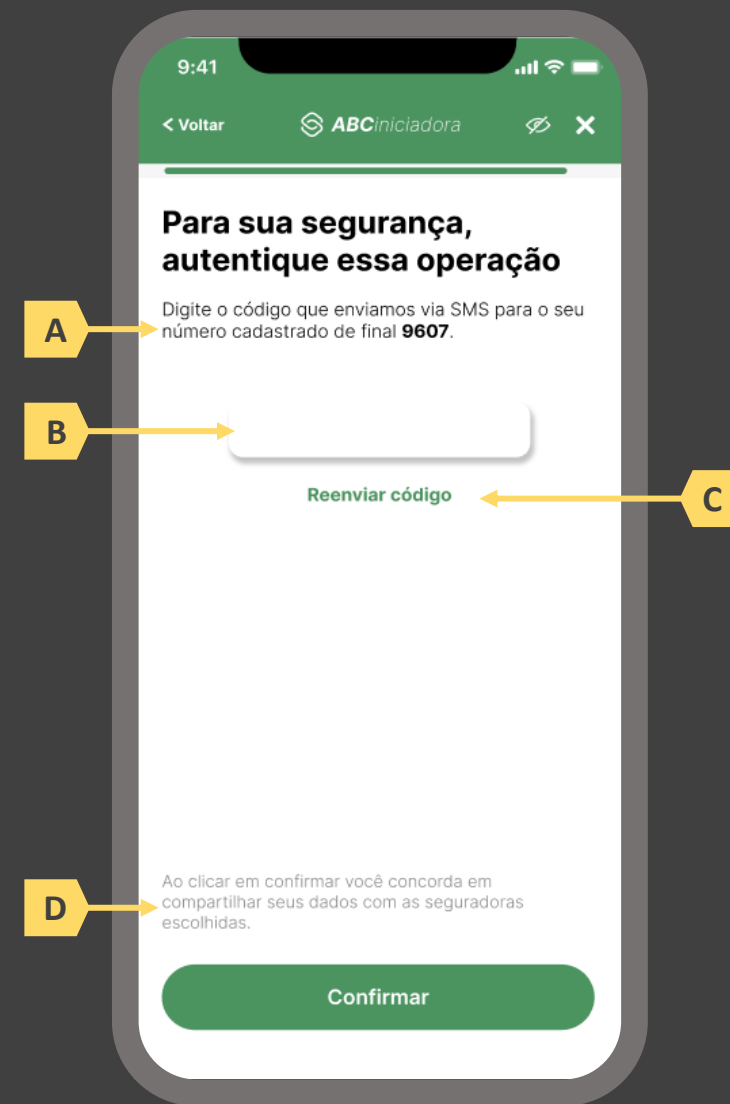 9:41
< Voltar
ABCiniciadora
Para sua segurança,
autentique essa operação
Digite o código que enviamos via SMS para o seu
número cadastrado de final 9607.
A
B
Reenviar código
C
Ao clicar em confirmar você concorda em
compartilhar seus dados com as seguradoras
escolhidas.
D
Confirmar